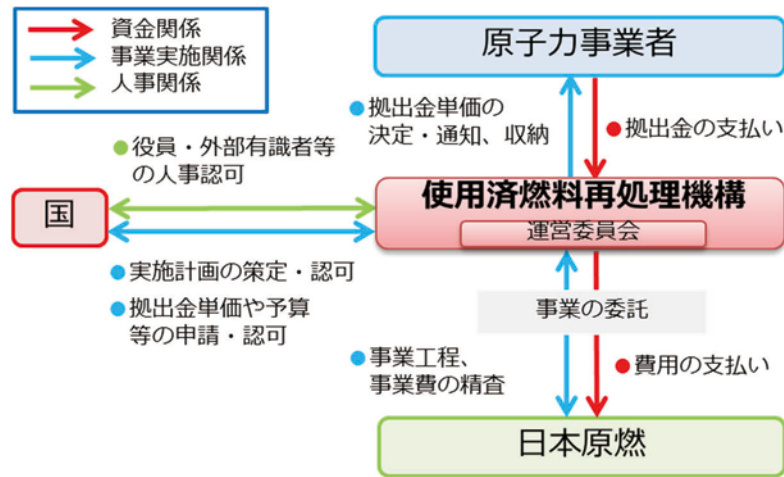 資金関係
事業実施関係
人事関係
原子力事業者
●拠出金単価の
決定・通知、収納
●拠出金の支払い
●役員・外部有識者等
の人事認可
国
使用済燃料再処理機構
運営委員会
●実施計画の策定・認可
●拠出金単価や予算
等の申請・認可
事業の委託
●事業工程、
事業費の精査
●費用の支払い
日本原燃